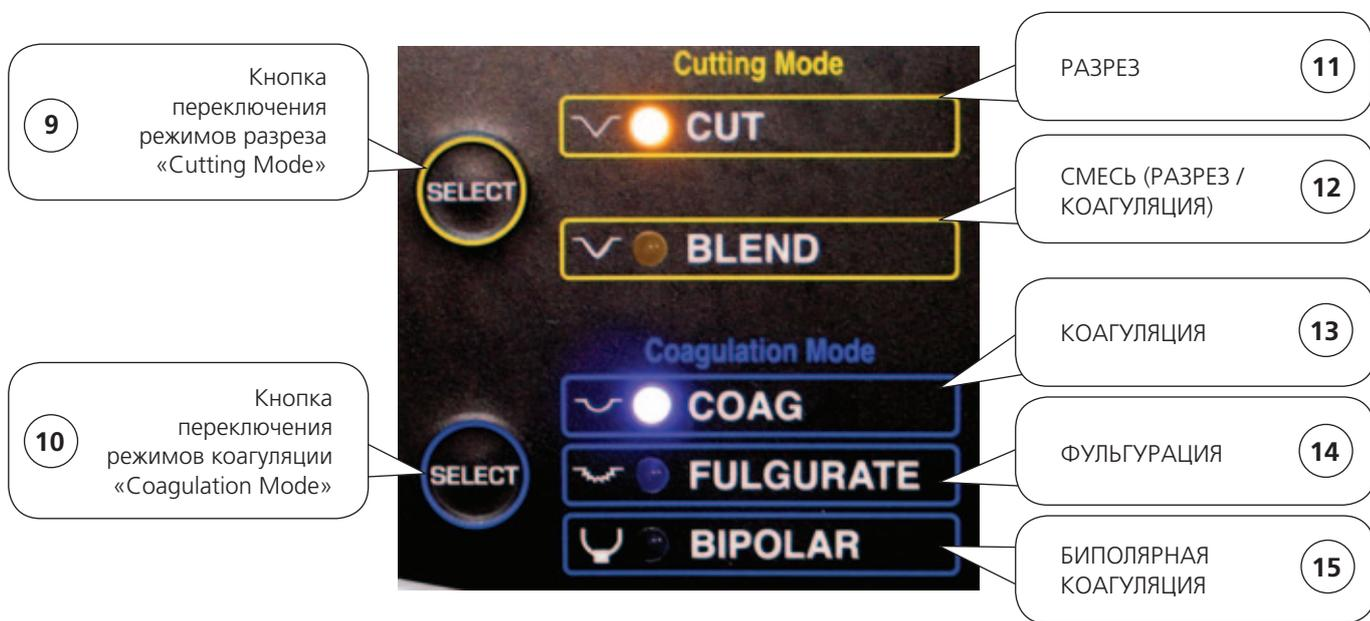 9
Кнопка
переключения
режимов разреза
«Cutting Mode»
10
Кнопка
переключения
режимов коагуляции
«Coagulation Mode»
Cutting Mode
SELECT
CUT
BLEND
Coagulation Mode
SELECT
COAG
FULGURATE
BIPOLAR
РАЗРЕЗ
11
СМЕСЬ (РАЗРЕЗ /
КОАГУЛЯЦИЯ)
12
КОАГУЛЯЦИЯ
13
ФУЛЬГУРАЦИЯ
14
БИПОЛЯРНАЯ
КОАГУЛЯЦИЯ
15